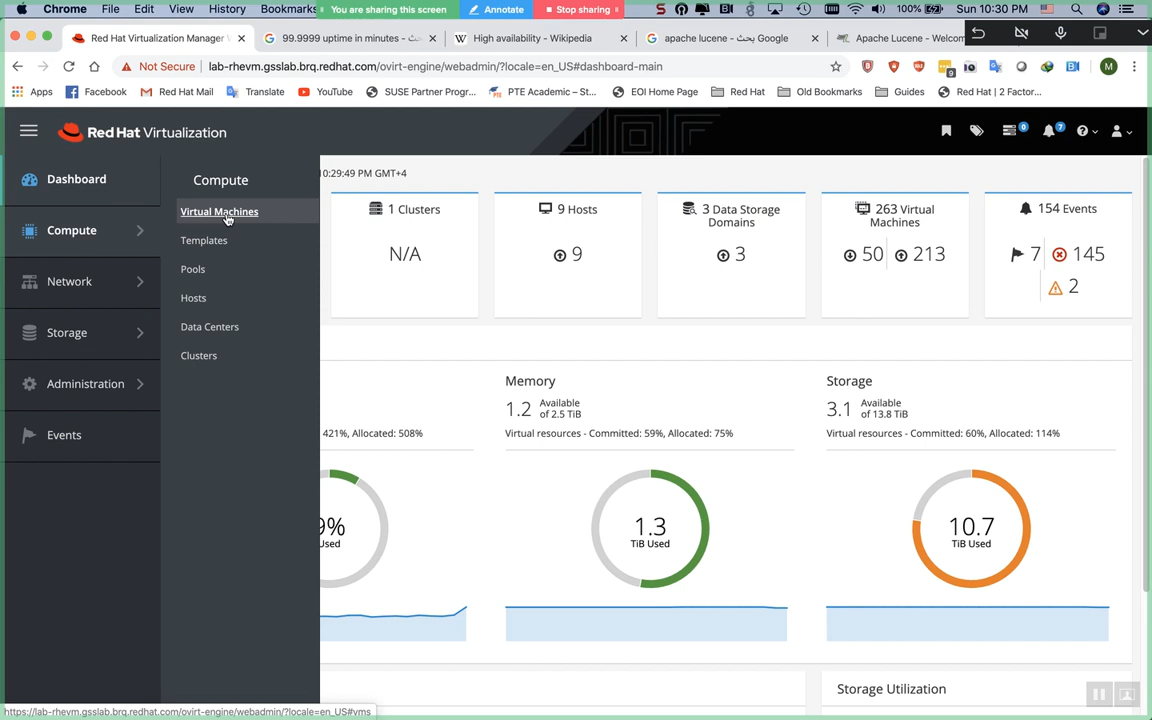 Chrome File Edit View History Bookmarks You are sharing this screen Annotate Stop sharing 100% Sun 10:30 PM
Red Hat Virtualization Manager 99.9999 uptime in minutes - High availability - Wikipedia apache lucene - بحث Google Apache Lucene - Welcom
Not Secure lab-rhevm.gsslab.brq.redhat.com/ovirt-engine/webadmin/?locale=en_US#dashboard-main
Apps Facebook Red Hat Mail Translate YouTube SUSE Partner Progr... PTE Academic – St... EOI Home Page Red Hat Old Bookmarks Guides Red Hat | 2 Factor...
Red Hat Virtualization
Dashboard
Compute
Network
Storage
Administration
Events
Compute
Virtual Machines
Templates
Pools
Hosts
Data Centers
Clusters
10:29:49 PM GMT+4
1 Clusters
N/A
9 Hosts
9
3 Data Storage
Domains
3
263 Virtual
Machines
50 213
154 Events
7 145
2
421%, Allocated: 508%
9%
Used
Memory
1.2 Available
of 2.5 TiB
Virtual resources - Committed: 59%, Allocated: 75%
1.3
TiB Used
Storage
3.1 Available
of 13.8 TiB
Virtual resources - Committed: 60%, Allocated: 114%
10.7
TiB Used
Storage Utilization
https://lab-rhevm.gsslab.brq.redhat.com/ovirt-engine/webadmin/?locale=en_US#vms